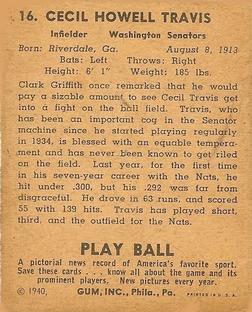 16. CECIL HOWELL TRAVIS
Infielder Washington Senators
Born: Riverdale, Ga. August 8, 1913
Bats: Left Throws: Right
Height: 6' 1" Weight: 185 lbs.
Clark Griffith once remarked that he would
pay a sizable amount to see Cecil Travis get
into a fight on the ball field. Travis, who
has been an important cog in the Senator
machine since he started playing regularly
in 1934, is blessed with an equable tempera-
ment and has never been known to get riled
on the field. Last year, for the first time
in his seven-year career with the Nats, he
hit under .300, but his .292 was far from
disgraceful. He drove in 63 runs, and scored
55 with 139 hits. Travis has played short,
third, and the outfield for the Nats.
PLAY BALL
A pictorial news record of America's favorite sport.
Save these cards . . . know all about the game and its
prominent players. New pictures every year.
© 1940, GUM, INC., Phila., Pa. PRINTED IN U. S. A.